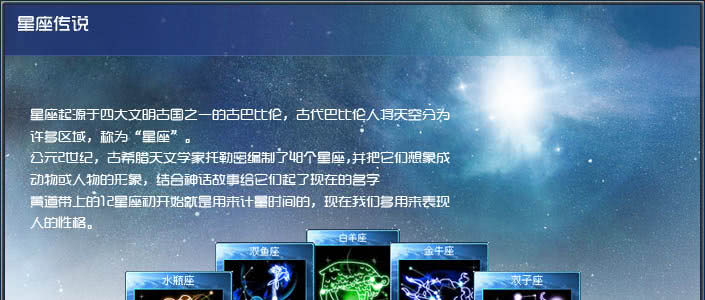 星座传说
星座起源于四大文明古国之一的古巴比伦，古代巴比伦人将天空分为
许多区域，称为“星座”。
公元2世纪，古希腊天文学家托勒密编制了48个星座,并把它们想象成
动物或人物的形象，结合神话故事给它们起了现在的名字
黄道带上的12星座初开始就是用来计量时间的，现在我们多用来表现
人的性格。
白羊座
双鱼座
金牛座
水瓶座
双子座